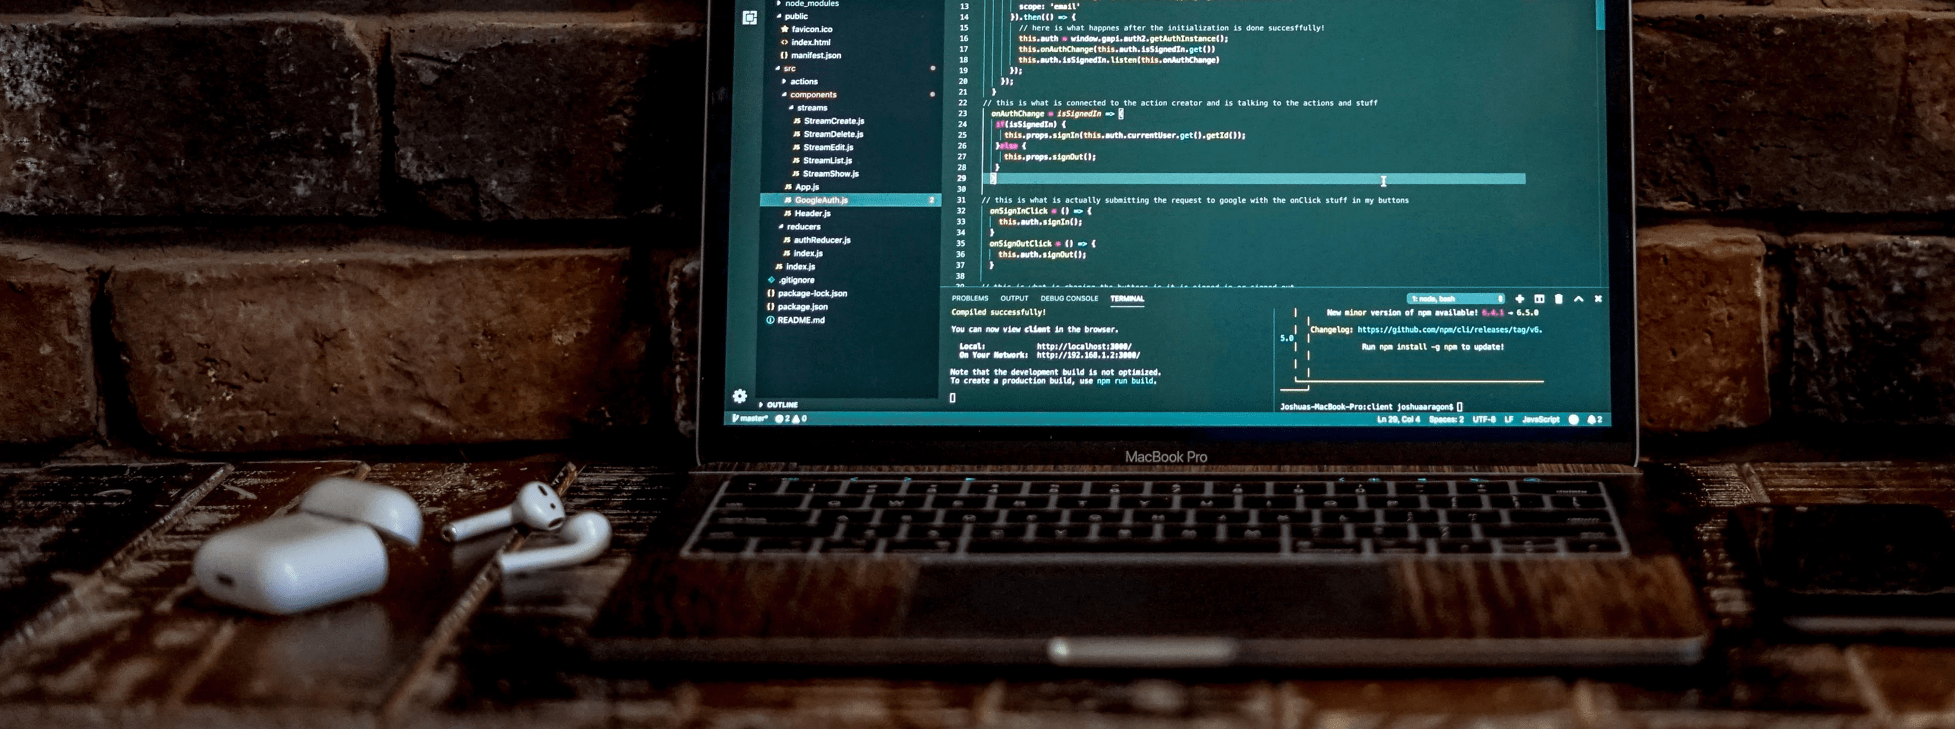 node_modules
public
favicon.ico
index.html
manifest.json
src
actions
components
streams
StreamCreate.js
StreamDelete.js
StreamEdit.js
StreamList.js
StreamShow.js
App.js
GoogleAuth.js 2
Header.js
reducers
authReducer.js
index.js
index.js
.gitignore
package-lock.json
package.json
README.md
OUTLINE
13 scope: 'email'
14 }).then(() => {
15 // here is what happnes after the initialization is done succesffully!
16 this.auth = window.gapi.auth2.getAuthInstance();
17 this.onAuthChange(this.auth.isSignedIn.get())
18 this.auth.isSignedIn.listen(this.onAuthChange)
19 });
20 });
21 }
22 // this is what is connected to the action creator and is talking to the actions and stuff
23 onAuthChange = isSignedIn => {
24 if(isSignedIn) {
25 this.props.signIn(this.auth.currentUser.get().getId());
26 }else {
27 this.props.signOut();
28 }
29 }
30
31 // this is what is actually submitting the request to google with the onClick stuff in my buttons
32 onSignInClick = () => {
33 this.auth.signIn();
34 }
35 onSignOutClick = () => {
36 this.auth.signOut();
37 }
38
PROBLEMS OUTPUT DEBUG CONSOLE TERMINAL 1: node, bash
Compiled successfully!
You can now view client in the browser.
Local: http://localhost:3000/
On Your Network: http://192.168.1.2:3000/
Note that the development build is not optimized.
To create a production build, use npm run build.
New minor version of npm available! 6.4.1 → 6.5.0
Changelog: https://github.com/npm/cli/releases/tag/v6.
5.0
Run npm install -g npm to update!
Joshuas-MacBook-Pro:client joshuaaragon$
master* 2 0 Ln 29, Col 4 Spaces: 2 UTF-8 LF JavaScript 2
MacBook Pro